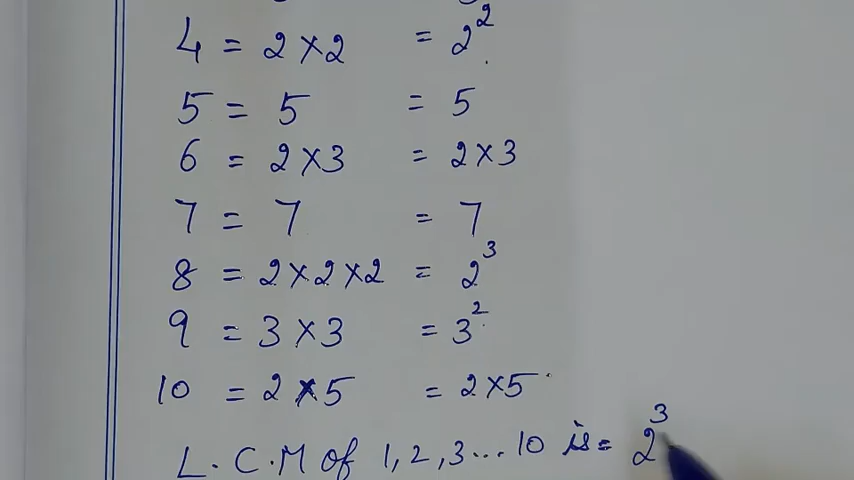 4 = 2 × 2 = 2²
5 = 5 = 5
6 = 2 × 3 = 2 × 3
7 = 7 = 7
8 = 2 × 2 × 2 = 2³
9 = 3 × 3 = 3²
10 = 2 × 5 = 2 × 5
L.C.M of 1, 2, 3...10 is = 2³